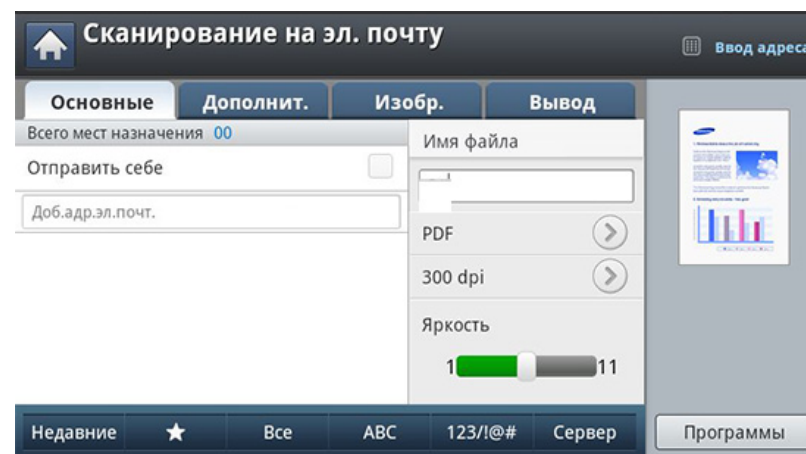 Сканирование на эл. почту
Ввод адреса
Основные
Дополнит.
Изобр.
Вывод
Всего мест назначения 00
Отправить себе
Доб.адр.эл.почт.
Имя файла
PDF
300 dpi
Яркость
1 11
Недавние ★ Все ABC 123/!@# Сервер
Программы